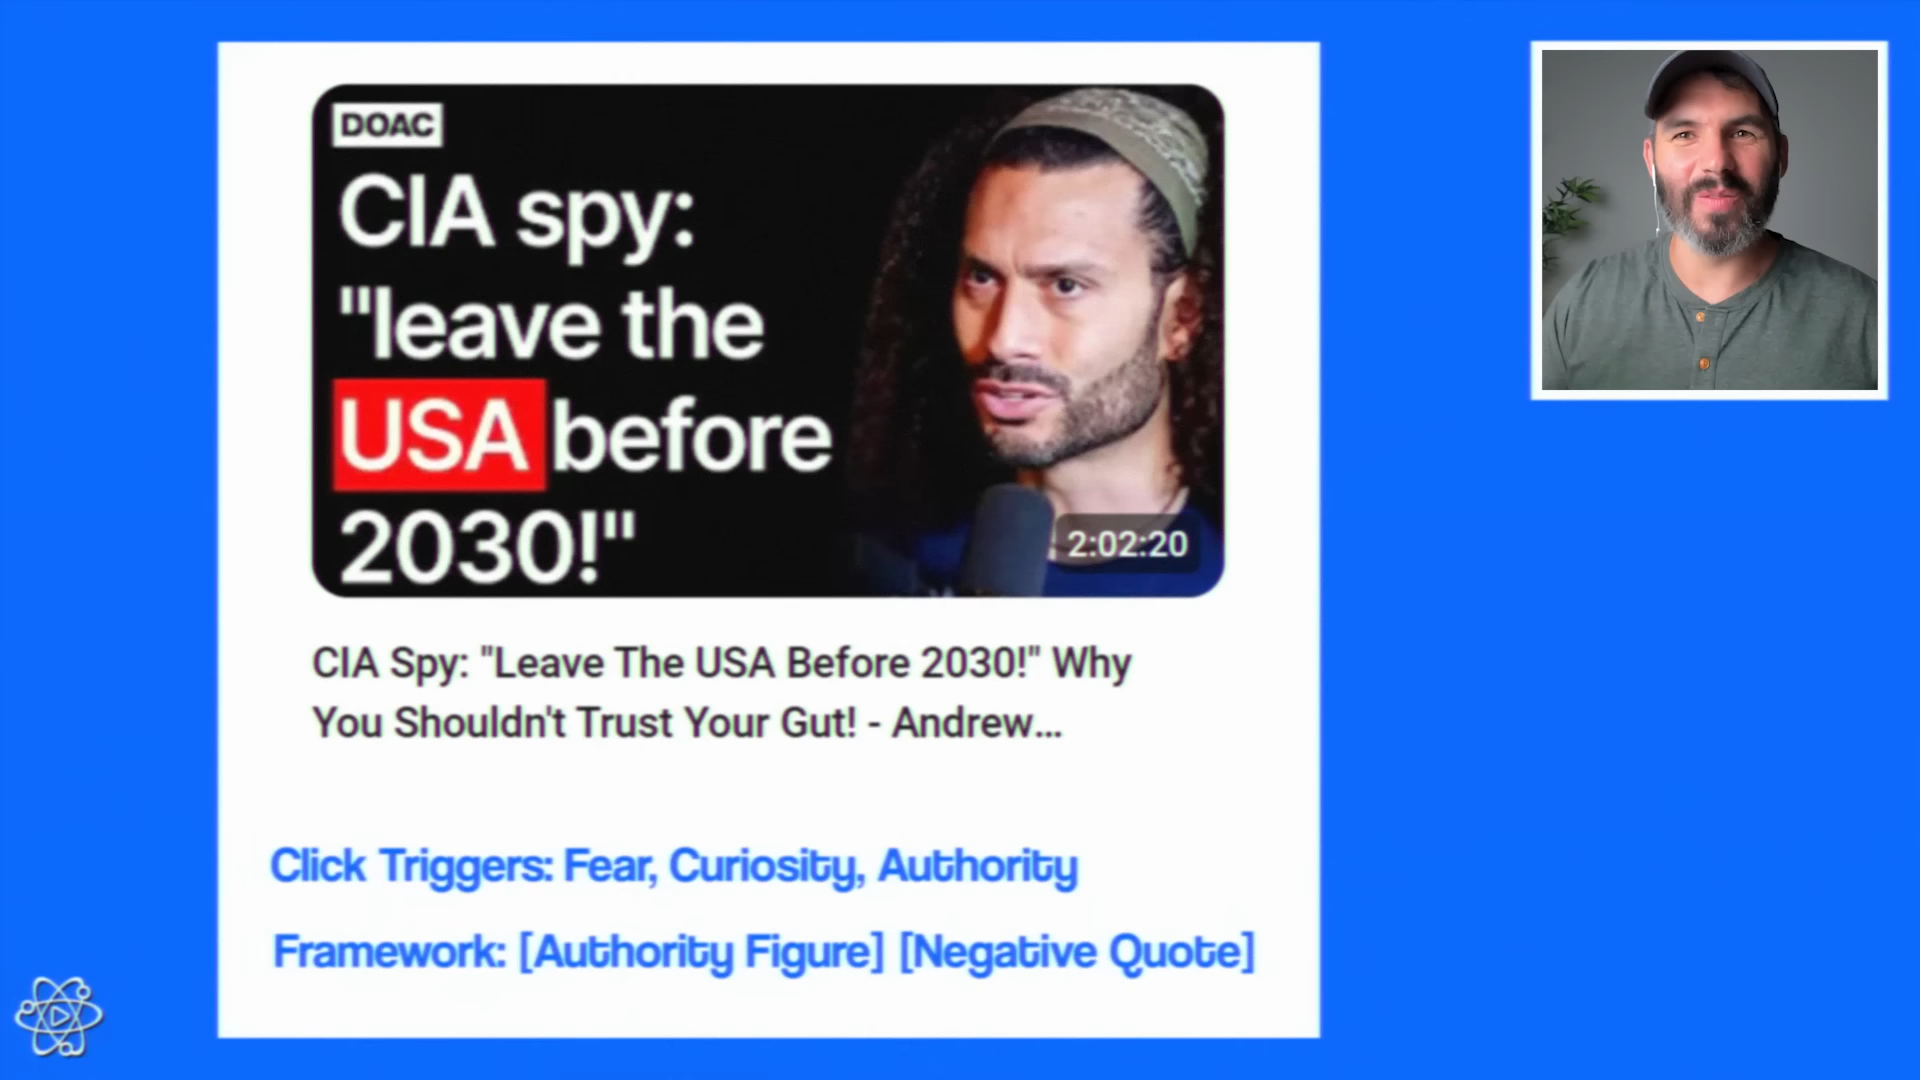 DOAC
CIA spy:
"leave the
USA before
2030!"
2:02:20
CIA Spy: "Leave The USA Before 2030!" Why
You Shouldn't Trust Your Gut! - Andrew...
Click Triggers: Fear, Curiosity, Authority
Framework: [Authority Figure] [Negative Quote]